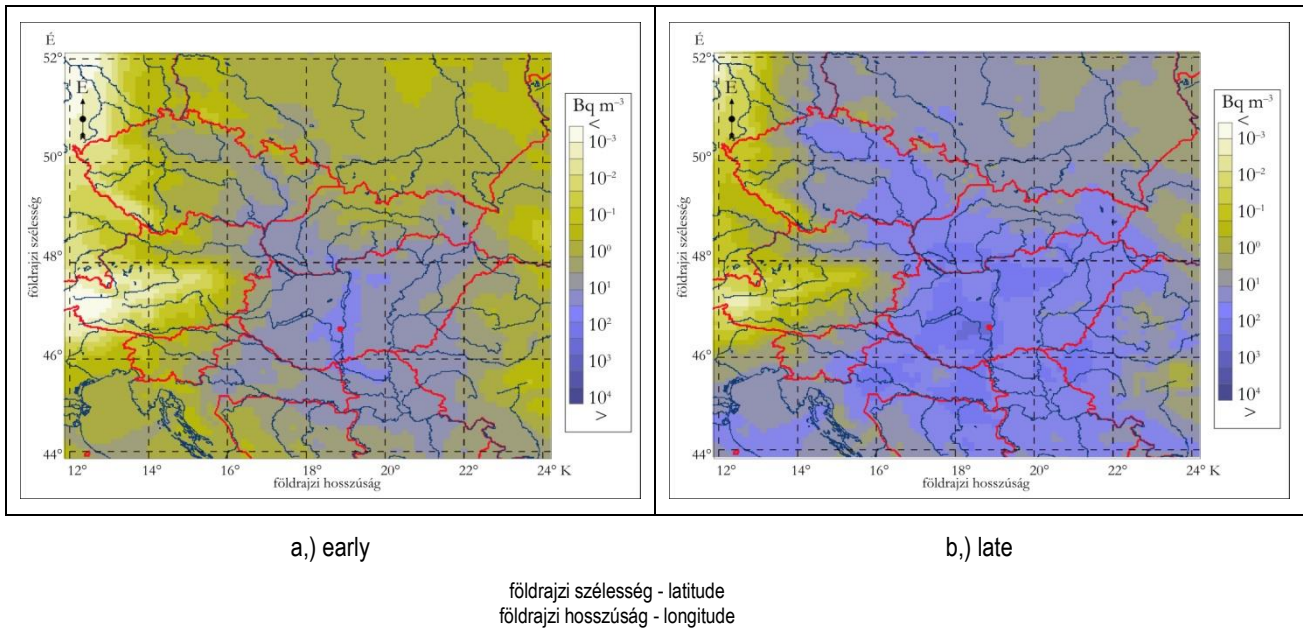 É
52°
50°
48°
46°
44°
földrajzi szélesség
É
12°
14°
16°
18°
20°
22°
24° K
földrajzi hosszúság
Bq m⁻³
<
10⁻³
10⁻²
10⁻¹
10⁰
10¹
10²
10³
10⁴
>
É
52°
50°
48°
46°
44°
földrajzi szélesség
É
12°
14°
16°
18°
20°
22°
24° K
földrajzi hosszúság
Bq m⁻³
<
10⁻³
10⁻²
10⁻¹
10⁰
10¹
10²
10³
10⁴
>
a,) early
b,) late
földrajzi szélesség - latitude
földrajzi hosszúság - longitude